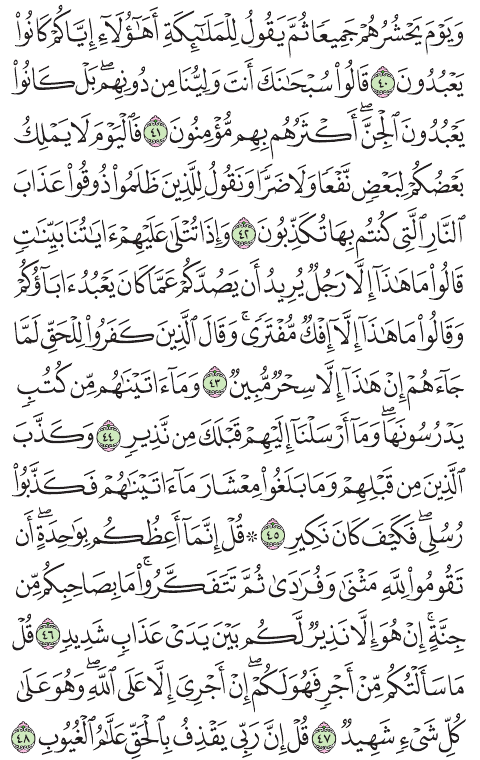 وَيَوْمَ يَحْشُرُهُمْ جَمِيعًا ثُمَّ يَقُولُ لِلْمَلَٰٓئِكَةِ أَهَٰٓؤُلَآءِ إِيَّاكُمْ كَانُوا۟
يَعْبُدُونَ ٤٠ قَالُوا۟ سُبْحَٰنَكَ أَنتَ وَلِيُّنَا مِن دُونِهِم ۖ بَلْ كَانُوا۟
يَعْبُدُونَ ٱلْجِنَّ ۖ أَكْثَرُهُم بِهِم مُّؤْمِنُونَ ٤١ فَٱلْيَوْمَ لَا يَمْلِكُ
بَعْضُكُمْ لِبَعْضٍ نَّفْعًا وَلَا ضَرًّا وَنَقُولُ لِلَّذِينَ ظَلَمُوا۟ ذُوقُوا۟ عَذَابَ
ٱلنَّارِ ٱلَّتِى كُنتُم بِهَا تُكَذِّبُونَ ٤٢ وَإِذَا تُتْلَىٰ عَلَيْهِمْ ءَايَٰتُنَا بَيِّنَٰتٍ
قَالُوا۟ مَا هَٰذَآ إِلَّا رَجُلٌ يُرِيدُ أَن يَصُدَّكُمْ عَمَّا كَانَ يَعْبُدُ ءَابَآؤُكُمْ
وَقَالُوا۟ مَا هَٰذَآ إِلَّآ إِفْكٌ مُّفْتَرًى ۚ وَقَالَ ٱلَّذِينَ كَفَرُوا۟ لِلْحَقِّ لَمَّا
جَآءَهُمْ إِنْ هَٰذَآ إِلَّا سِحْرٌ مُّبِينٌ ٤٣ وَمَآ ءَاتَيْنَٰهُم مِّن كُتُبٍ
يَدْرُسُونَهَا ۖ وَمَآ أَرْسَلْنَآ إِلَيْهِمْ قَبْلَكَ مِن نَّذِيرٍ ٤٤ وَكَذَّبَ
ٱلَّذِينَ مِن قَبْلِهِمْ وَمَا بَلَغُوا۟ مِعْشَارَ مَآ ءَاتَيْنَٰهُمْ فَكَذَّبُوا۟
رُسُلِى ۖ فَكَيْفَ كَانَ نَكِيرِ ٤٥ ۞ قُلْ إِنَّمَآ أَعِظُكُم بِوَٰحِدَةٍ ۖ أَن
تَقُومُوا۟ لِلَّهِ مَثْنَىٰ وَفُرَٰدَىٰ ثُمَّ تَتَفَكَّرُوا۟ ۚ مَا بِصَاحِبِكُم مِّن
جِنَّةٍ ۚ إِنْ هُوَ إِلَّا نَذِيرٌ لَّكُم بَيْنَ يَدَىْ عَذَابٍ شَدِيدٍ ٤٦ قُلْ
مَا سَأَلْتُكُم مِّنْ أَجْرٍ فَهُوَ لَكُمْ ۖ إِنْ أَجْرِىَ إِلَّا عَلَى ٱللَّهِ ۖ وَهُوَ عَلَىٰ
كُلِّ شَىْءٍ شَهِيدٌ ٤٧ قُلْ إِنَّ رَبِّى يَقْذِفُ بِٱلْحَقِّ عَلَّٰمُ ٱلْغُيُوبِ ٤٨